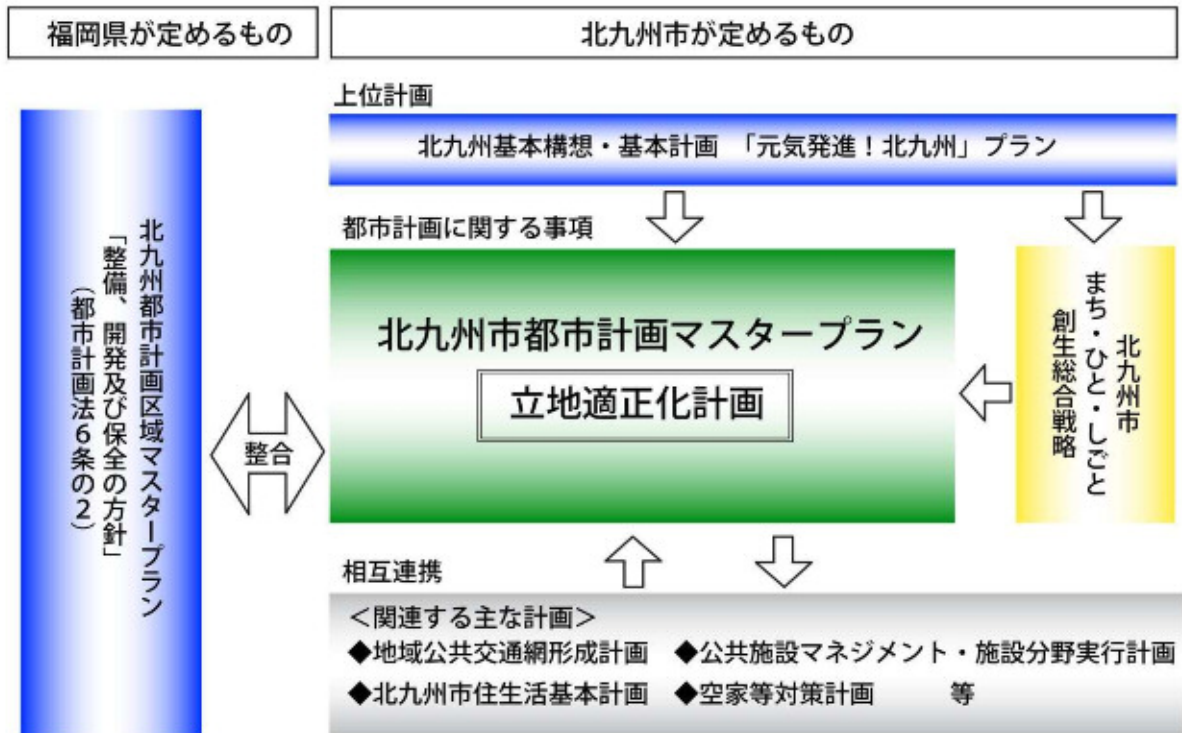 福岡県が定めるもの
北九州市が定めるもの
上位計画
北九州基本構想・基本計画 「元気発進！北九州」プラン
都市計画に関する事項
北九州都市計画区域マスタープラン
「整備、開発及び保全の方針」
（都市計画法６条の２）
整合
北九州市都市計画マスタープラン
立地適正化計画
北九州市
まち・ひと・しごと
創生総合戦略
相互連携
＜関連する主な計画＞
◆地域公共交通網形成計画 ◆公共施設マネジメント・施設分野実行計画
◆北九州市住生活基本計画 ◆空家等対策計画 等